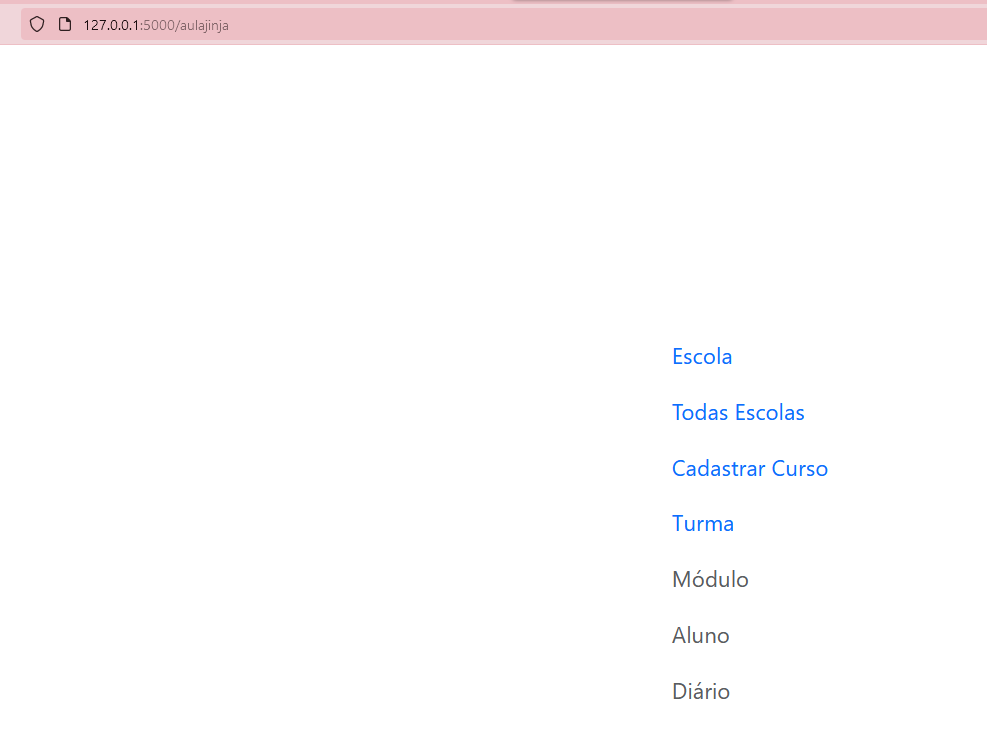 127.0.0.1:5000/aulajinja
Escola
Todas Escolas
Cadastrar Curso
Turma
Módulo
Aluno
Diário